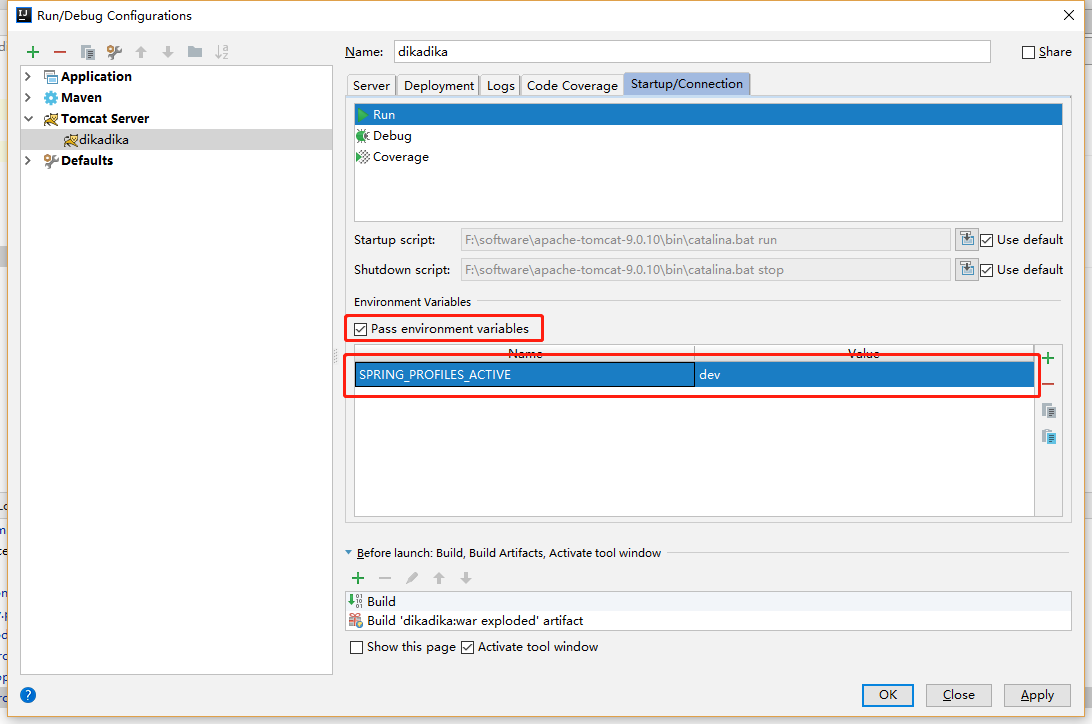 Run/Debug Configurations
Name: dikadika
Share
Application
Maven
Tomcat Server
dikadika
Defaults
Server Deployment Logs Code Coverage Startup/Connection
Run
Debug
Coverage
Startup script: F:\software\apache-tomcat-9.0.10\bin\catalina.bat run Use default
Shutdown script: F:\software\apache-tomcat-9.0.10\bin\catalina.bat stop Use default
Environment Variables
Pass environment variables
Name Value
SPRING_PROFILES_ACTIVE dev
Before launch: Build, Build Artifacts, Activate tool window
Build
Build 'dikadika:war exploded' artifact
Show this page Activate tool window
OK Close Apply